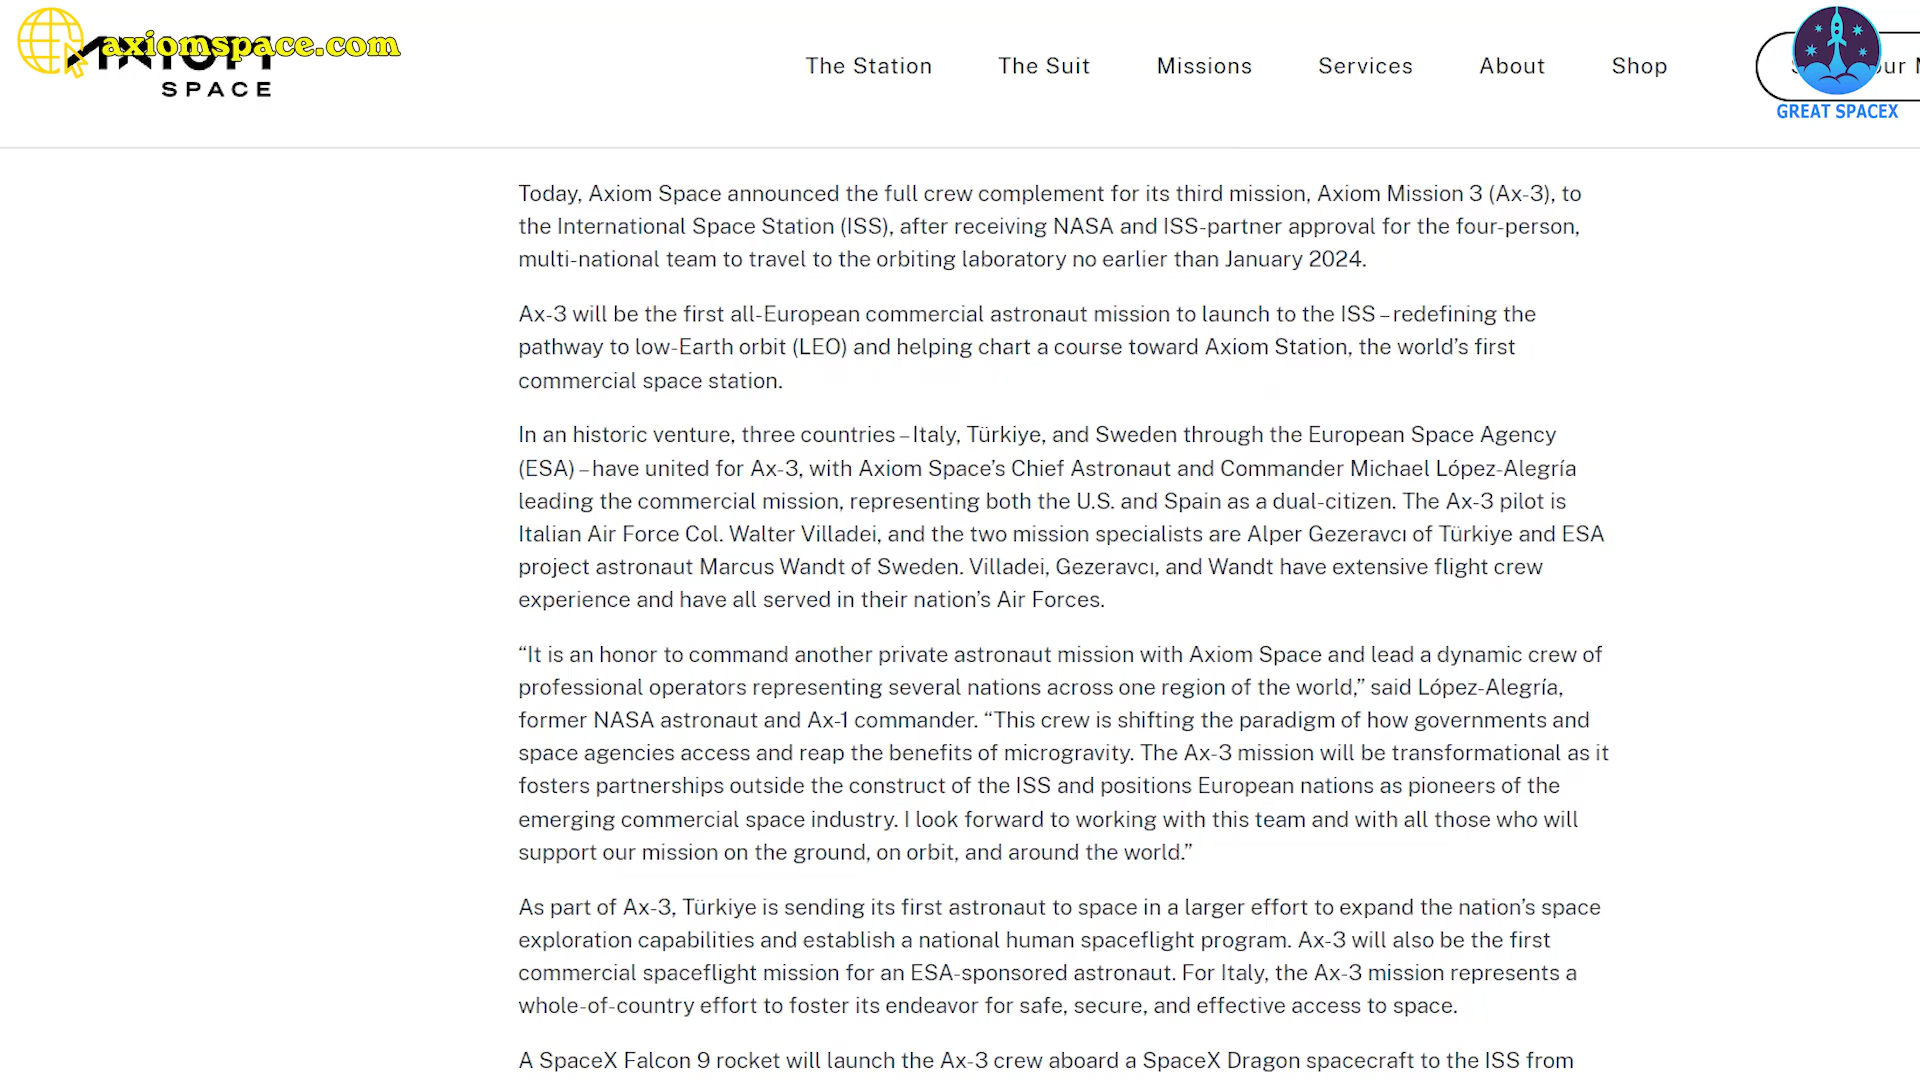 axiomspace.com
SPACE
The Station
The Suit
Missions
Services
About
Shop
GREAT SPACEX
Today, Axiom Space announced the full crew complement for its third mission, Axiom Mission 3 (Ax-3), to
the International Space Station (ISS), after receiving NASA and ISS-partner approval for the four-person,
multi-national team to travel to the orbiting laboratory no earlier than January 2024.
Ax-3 will be the first all-European commercial astronaut mission to launch to the ISS – redefining the
pathway to low-Earth orbit (LEO) and helping chart a course toward Axiom Station, the world’s first
commercial space station.
In an historic venture, three countries – Italy, Türkiye, and Sweden through the European Space Agency
(ESA) – have united for Ax-3, with Axiom Space’s Chief Astronaut and Commander Michael López-Alegría
leading the commercial mission, representing both the U.S. and Spain as a dual-citizen. The Ax-3 pilot is
Italian Air Force Col. Walter Villadei, and the two mission specialists are Alper Gezeravcı of Türkiye and ESA
project astronaut Marcus Wandt of Sweden. Villadei, Gezeravcı, and Wandt have extensive flight crew
experience and have all served in their nation’s Air Forces.
“It is an honor to command another private astronaut mission with Axiom Space and lead a dynamic crew of
professional operators representing several nations across one region of the world,” said López-Alegría,
former NASA astronaut and Ax-1 commander. “This crew is shifting the paradigm of how governments and
space agencies access and reap the benefits of microgravity. The Ax-3 mission will be transformational as it
fosters partnerships outside the construct of the ISS and positions European nations as pioneers of the
emerging commercial space industry. I look forward to working with this team and with all those who will
support our mission on the ground, on orbit, and around the world.”
As part of Ax-3, Türkiye is sending its first astronaut to space in a larger effort to expand the nation’s space
exploration capabilities and establish a national human spaceflight program. Ax-3 will also be the first
commercial spaceflight mission for an ESA-sponsored astronaut. For Italy, the Ax-3 mission represents a
whole-of-country effort to foster its endeavor for safe, secure, and effective access to space.
A SpaceX Falcon 9 rocket will launch the Ax-3 crew aboard a SpaceX Dragon spacecraft to the ISS from